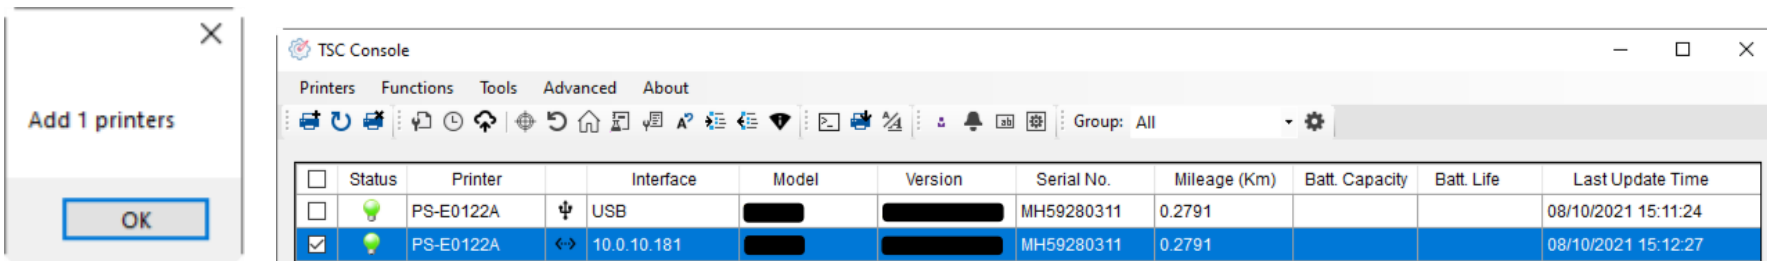 Add 1 printers
OK
TSC Console
Printers Functions Tools Advanced About
Group: All
Status Printer Interface Model Version Serial No. Mileage (Km) Batt. Capacity Batt. Life Last Update Time
PS-E0122A USB MH59280311 0.2791 08/10/2021 15:11:24
PS-E0122A 10.0.10.181 MH59280311 0.2791 08/10/2021 15:12:27